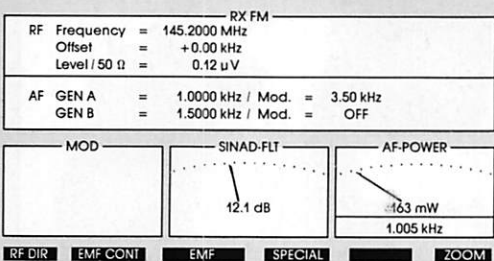 RX FM
RF Frequency = 145.2000 MHz
Offset = +0.00 kHz
Level / 50 Ω = 0.12 µV
AF GEN A = 1.0000 kHz / Mod. = 3.50 kHz
GEN B = 1.5000 kHz / Mod. = OFF
MOD SINAD-FLT AF-POWER
12.1 dB 163 mW
1.005 kHz
RF DIR EMF CONT EMF SPECIAL ZOOM